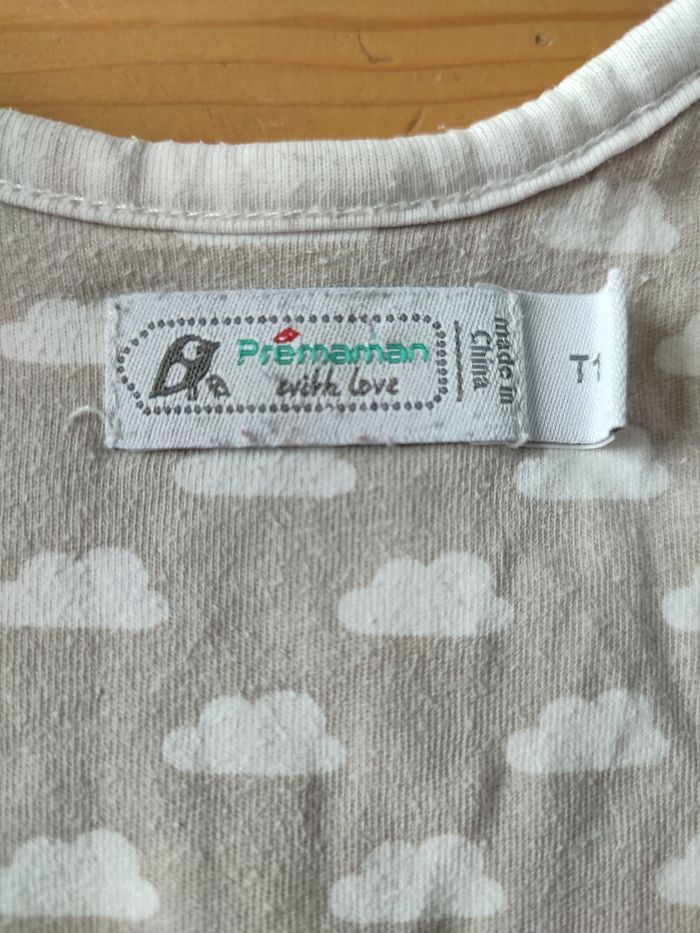 Prémaman
with love
made in
China
T1